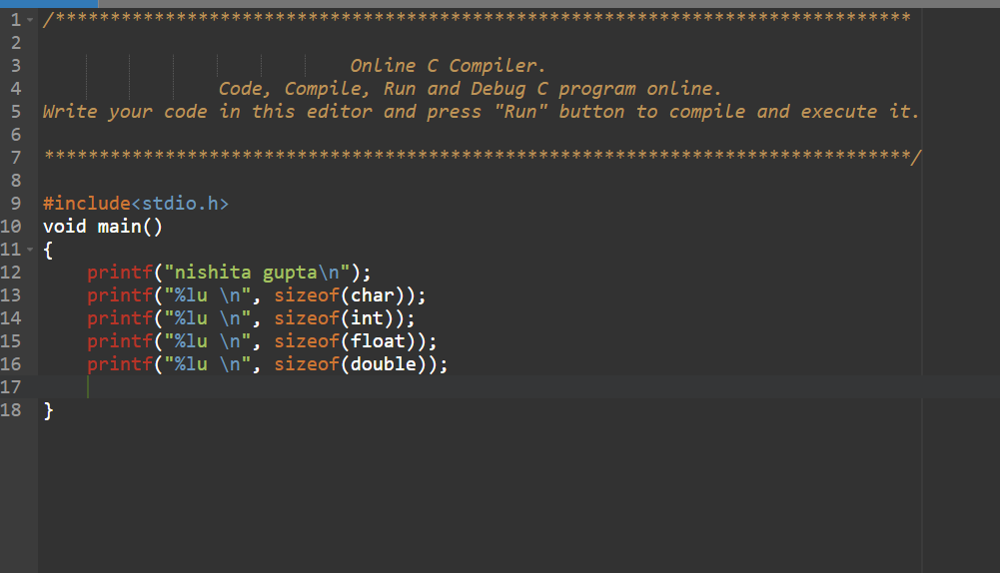 1 /******************************************************************************
2
3                             Online C Compiler.
4                 Code, Compile, Run and Debug C program online.
5 Write your code in this editor and press "Run" button to compile and execute it.
6
7 *******************************************************************************/
8
9 #include<stdio.h>
10 void main()
11 {
12     printf("nishita gupta\n");
13     printf("%lu \n", sizeof(char));
14     printf("%lu \n", sizeof(int));
15     printf("%lu \n", sizeof(float));
16     printf("%lu \n", sizeof(double));
17
18 }